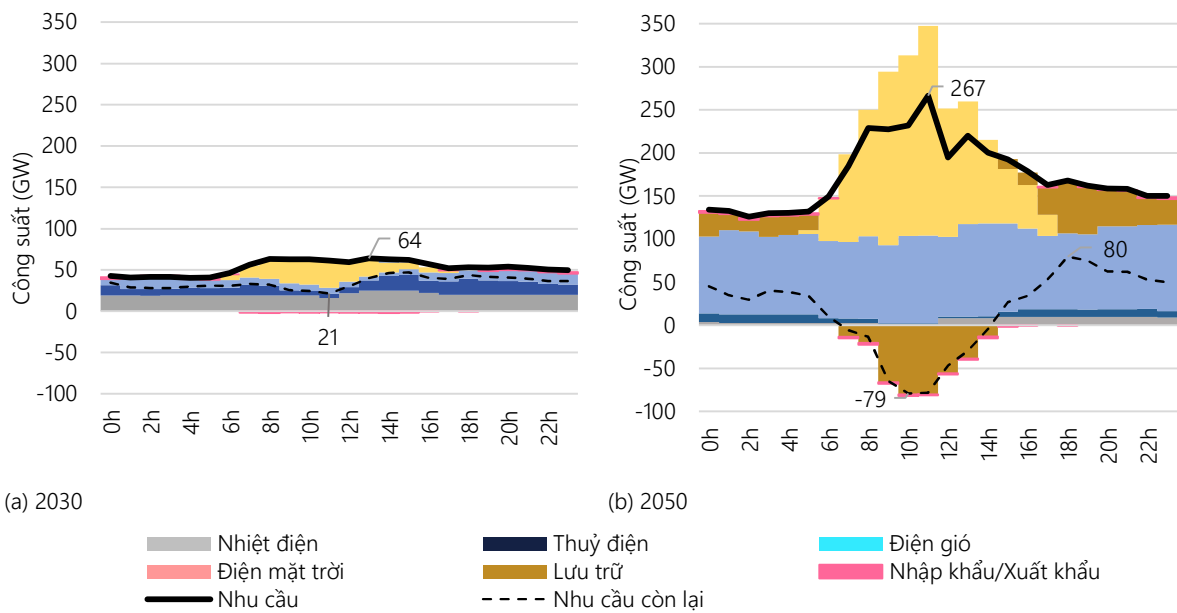 350
300
250
200
150
100
50
0
-50
-100
Công suất (GW)
64
21
0h 2h 4h 6h 8h 10h 12h 14h 16h 18h 20h 22h
(a) 2030
350
300
250
200
150
100
50
0
-50
-100
Công suất (GW)
267
80
-79
0h 2h 4h 6h 8h 10h 12h 14h 16h 18h 20h 22h
(b) 2050
Nhiệt điện Thuỷ điện Điện gió
Điện mặt trời Lưu trữ Nhập khẩu/Xuất khẩu
Nhu cầu Nhu cầu còn lại